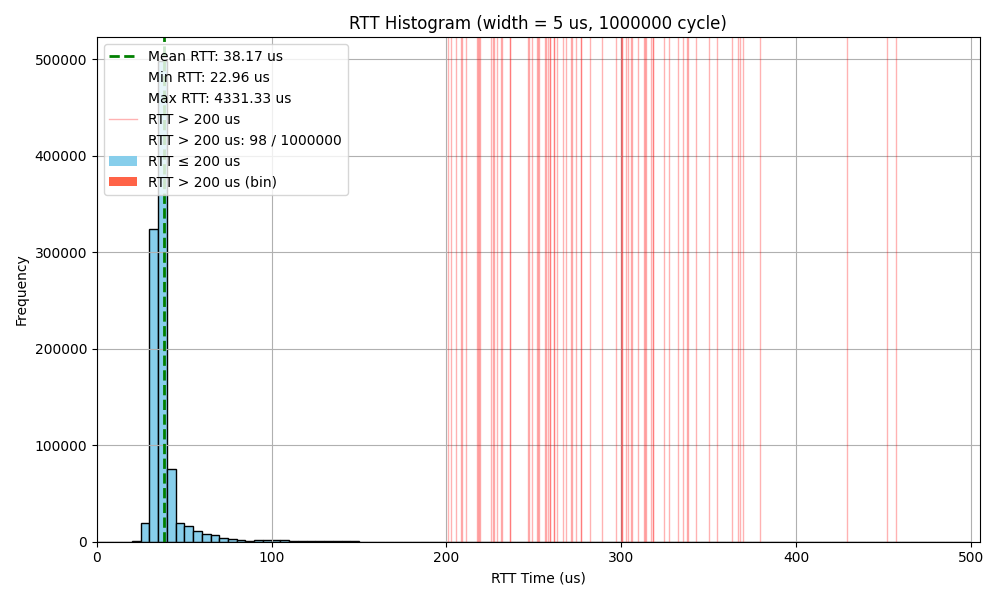 RTT Histogram (width = 5 us, 1000000 cycle)
Mean RTT: 38.17 us
Min RTT: 22.96 us
Max RTT: 4331.33 us
RTT > 200 us
RTT > 200 us: 98 / 1000000
RTT ≤ 200 us
RTT > 200 us (bin)
Frequency
500000
400000
300000
200000
100000
0
0
100
200
300
400
500
RTT Time (us)